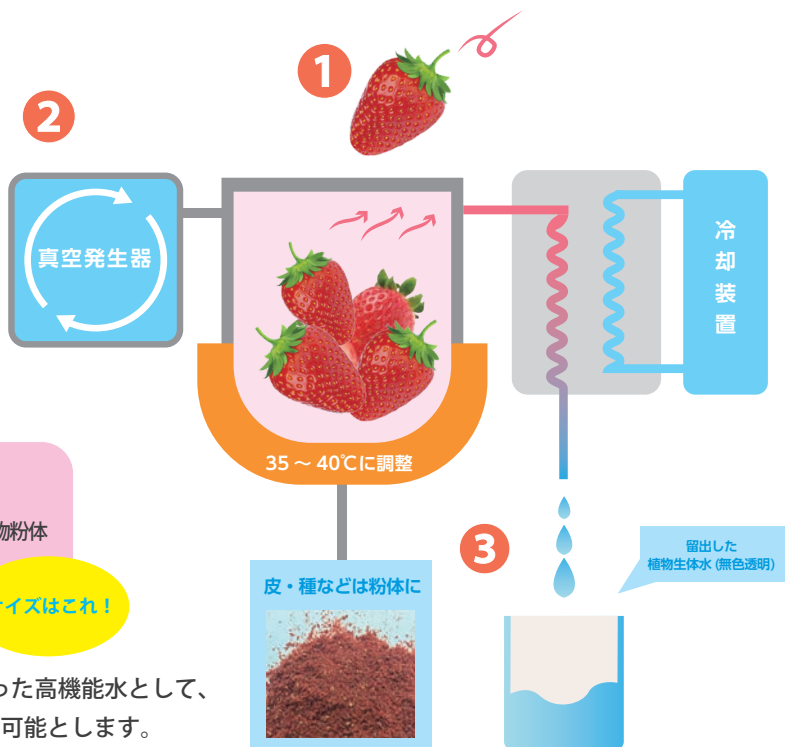 1
2
真空発生器
冷却装置
35～40℃に調整
物粉体
イズはこれ！
3
留出した
植物生体水(無色透明)
皮・種などは粉体に
った高機能水として、
可能とします。